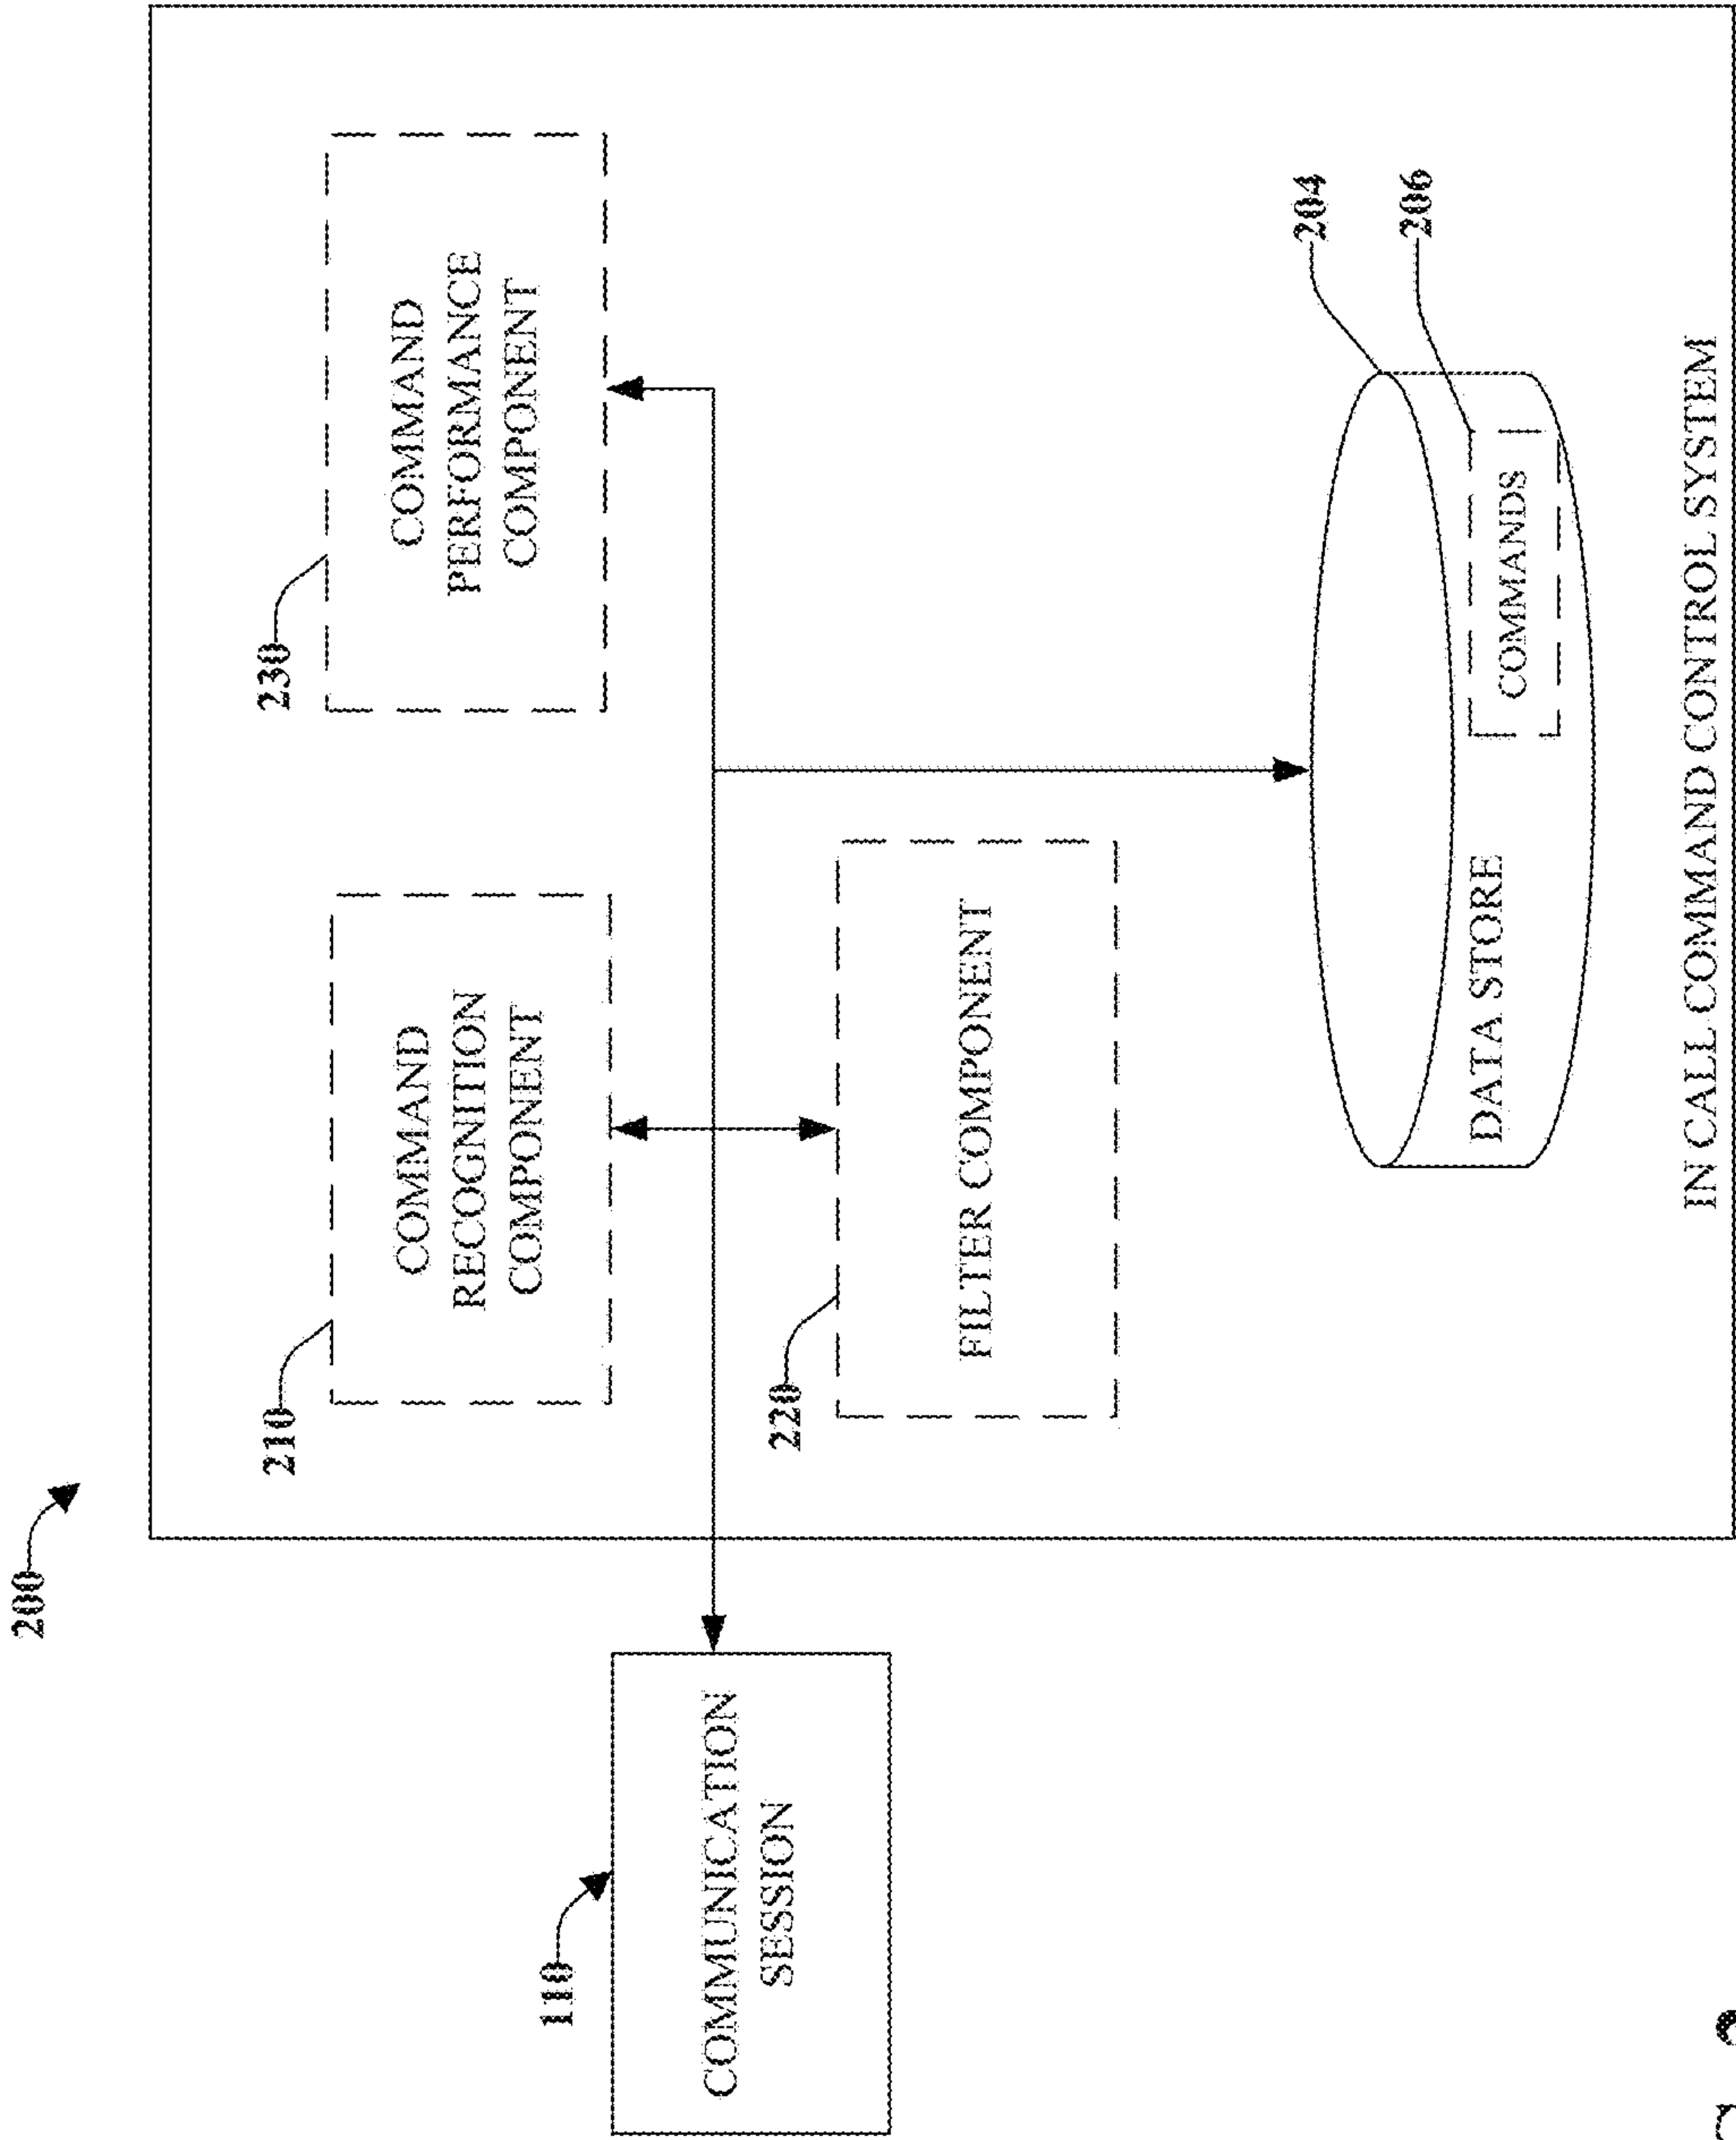 200
110
COMMUNICATION
SESSION
210
COMMAND
RECOGNITION
COMPONENT
230
COMMAND
PERFORMANCE
COMPONENT
220
FILTER COMPONENT
204
206
DATA STORE
COMMANDS
IN CALL COMMAND CONTROL SYSTEM